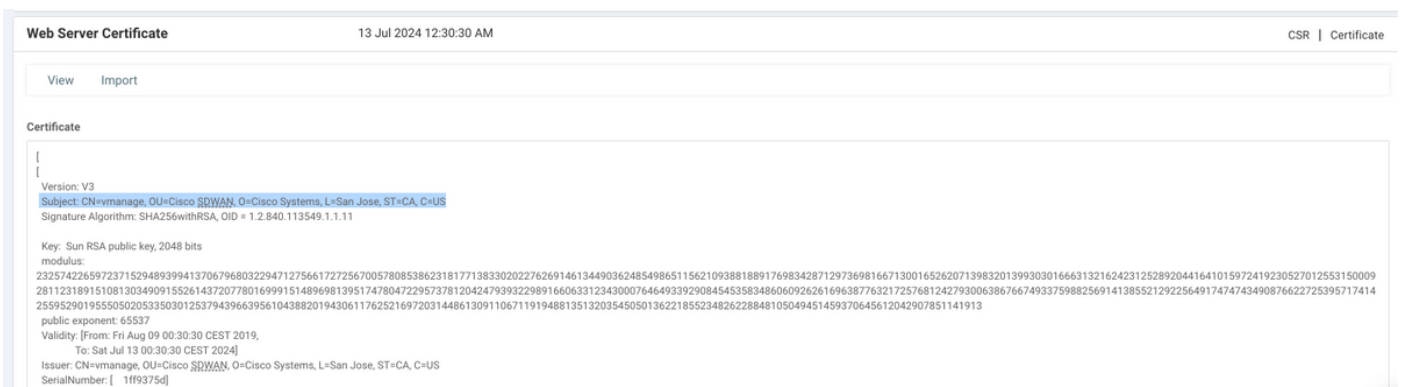 Web Server Certificate 13 Jul 2024 12:30:30 AM CSR | Certificate
View Import
Certificate
[
[
Version: V3
Subject: CN=vmanage, OU=Cisco SDWAN, O=Cisco Systems, L=San Jose, ST=CA, C=US
Signature Algorithm: SHA256withRSA, OID = 1.2.840.113549.1.1.11
Key: Sun RSA public key, 2048 bits
modulus:
public exponent: 65537
Validity: [From: Fri Aug 09 00:30:30 CEST 2019,
To: Sat Jul 13 00:30:30 CEST 2024]
Issuer: CN=vmanage, OU=Cisco SDWAN, O=Cisco Systems, L=San Jose, ST=CA, C=US
SerialNumber: [ 1ff9375d]